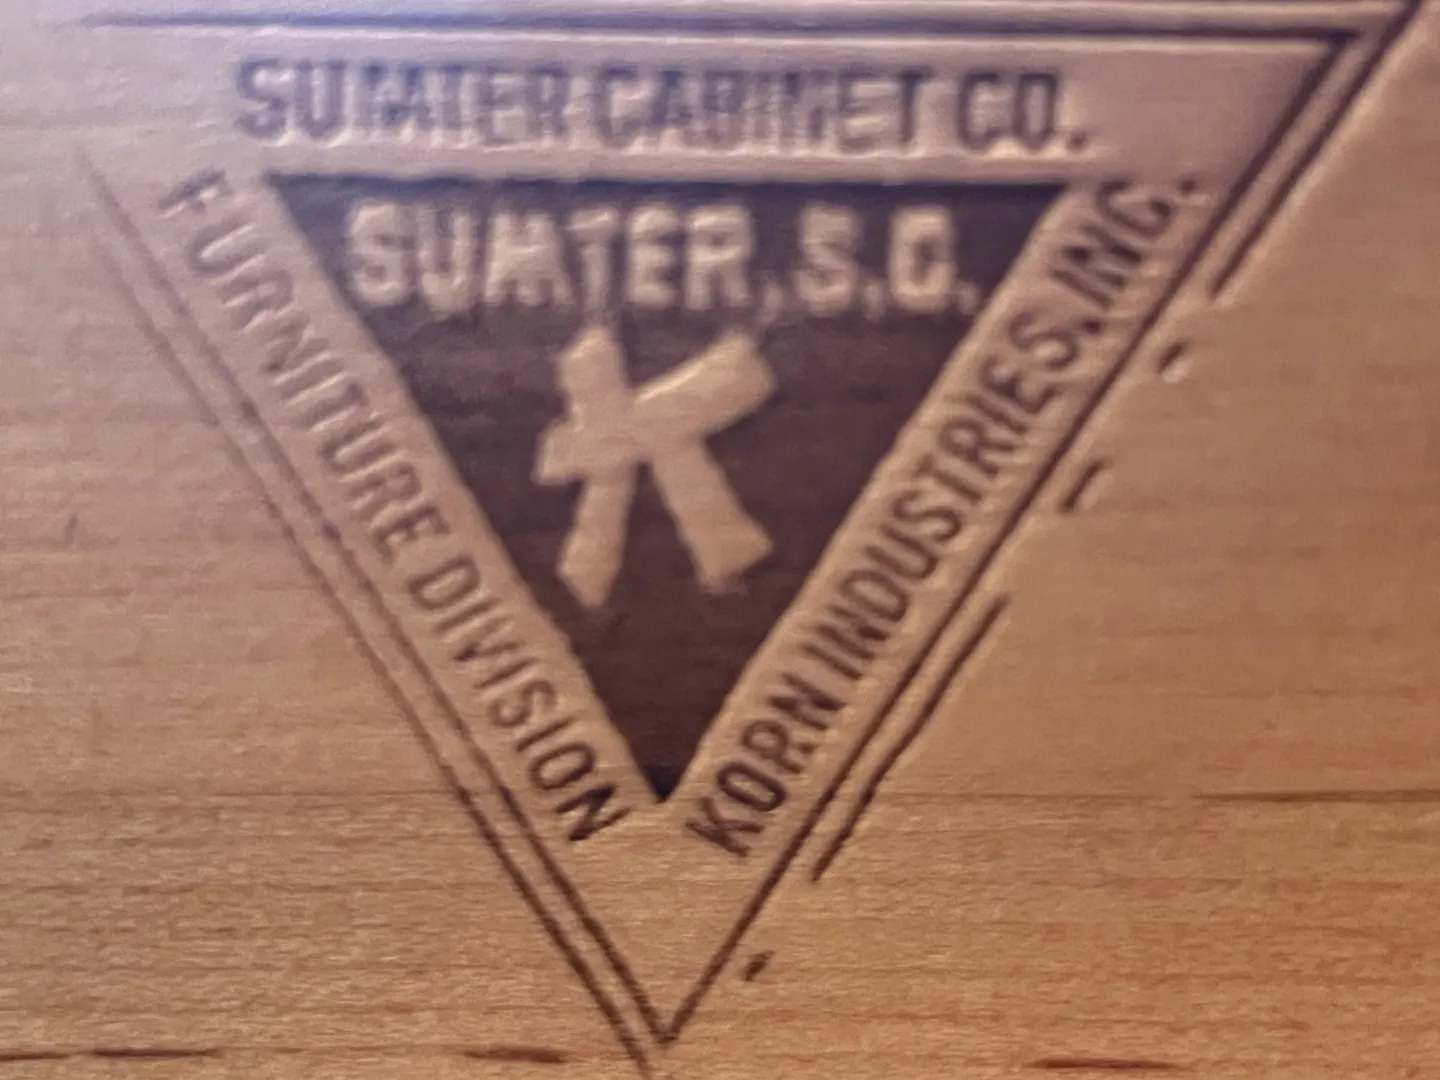 SUMTER CABINET CO.
SUMTER, S.C.
K
FURNITURE DIVISION
KORN INDUSTRIES, INC.